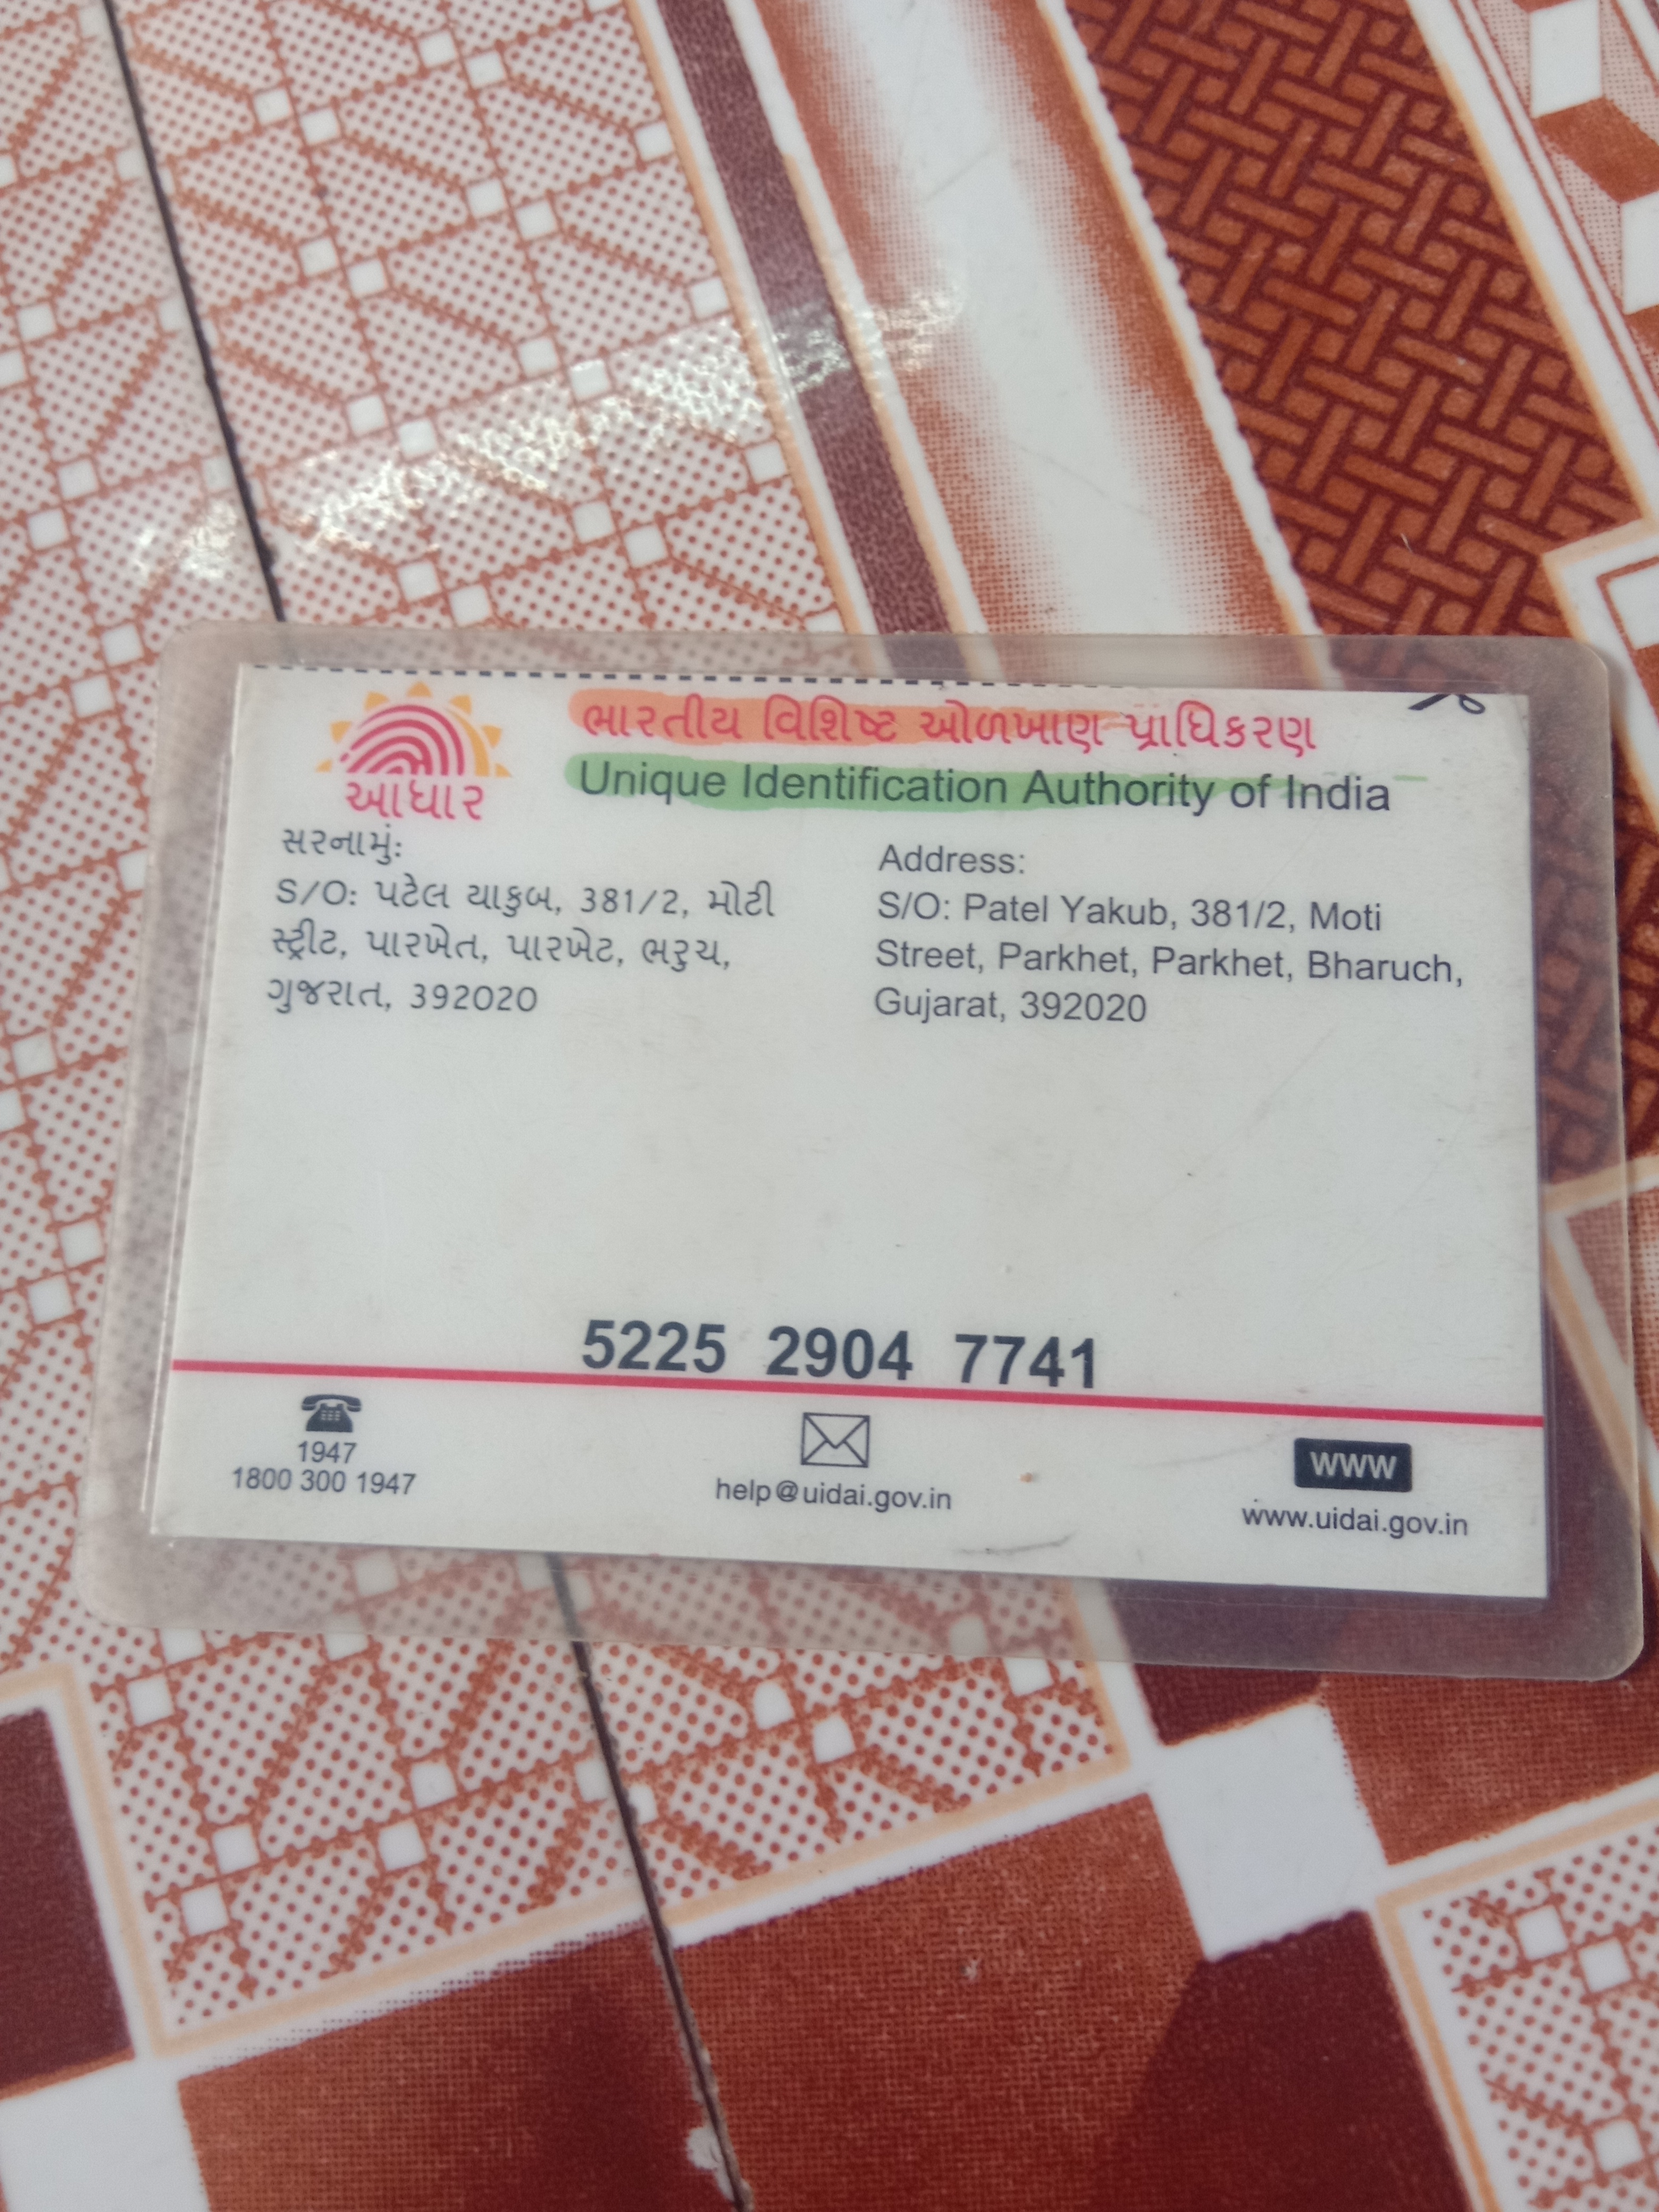 ભારતીય વિશિષ્ટ ઓળખાણ પ્રાધિકરણ
Unique Identification Authority of India
આધાર
સરનામું:
S/O: પટેલ યાકુબ, 381/2, મોટી
સ્ટ્રીટ, પારખેત, પારખેટ, ભરુચ,
ગુજરાત, 392020
Address:
S/O: Patel Yakub, 381/2, Moti
Street, Parkhet, Parkhet, Bharuch,
Gujarat, 392020
5225 2904 7741
1947
1800 300 1947
help@uidai.gov.in
WWW
www.uidai.gov.in